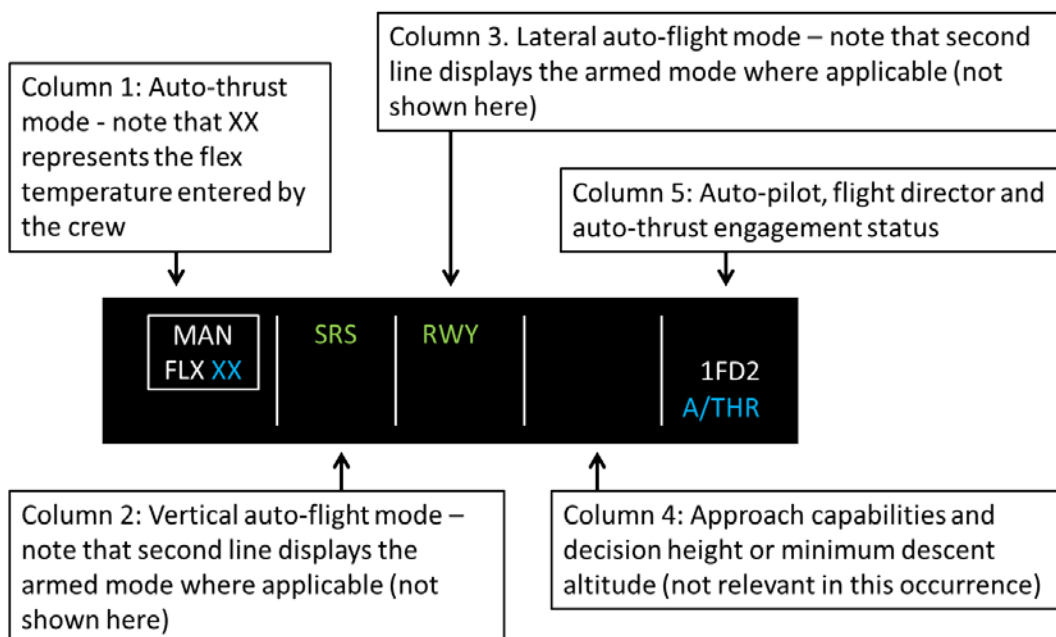 Column 3. Lateral auto-flight mode – note that second
line displays the armed mode where applicable (not
shown here)
Column 1: Auto-thrust
mode - note that XX
represents the flex
temperature entered by
the crew
Column 5: Auto-pilot, flight director and
auto-thrust engagement status
MAN
FLX XX
SRS
RWY
1FD2
A/THR
Column 2: Vertical auto-flight mode –
note that second line displays the
armed mode where applicable (not
shown here)
Column 4: Approach capabilities and
decision height or minimum descent
altitude (not relevant in this occurrence)